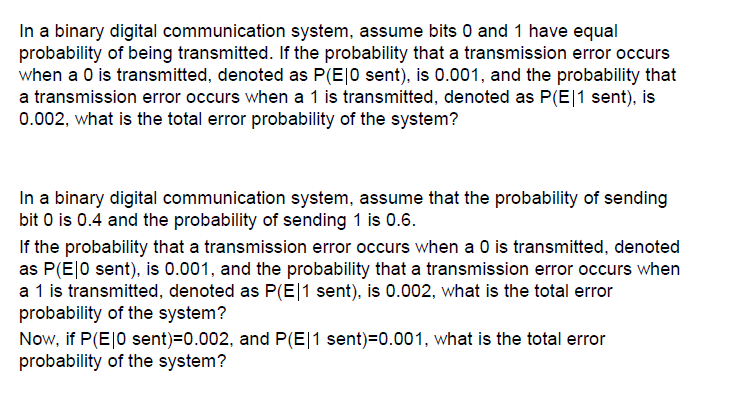 In a binary digital communication system, assume bits 0 and 1 have equal
probability of being transmitted. If the probability that a transmission error occurs
when a 0 is transmitted, denoted as P(E|0 sent), is 0.001, and the probability that
a transmission error occurs when a 1 is transmitted, denoted as P(E|1 sent), is
0.002, what is the total error probability of the system?
In a binary digital communication system, assume that the probability of sending
bit 0 is 0.4 and the probability of sending 1 is 0.6.
If the probability that a transmission error occurs when a 0 is transmitted, denoted
as P(E|0 sent), is 0.001, and the probability that a transmission error occurs when
a 1 is transmitted, denoted as P(E|1 sent), is 0.002, what is the total error
probability of the system?
Now, if P(E|0 sent)=0.002, and P(E|1 sent)=0.001, what is the total error
probability of the system?